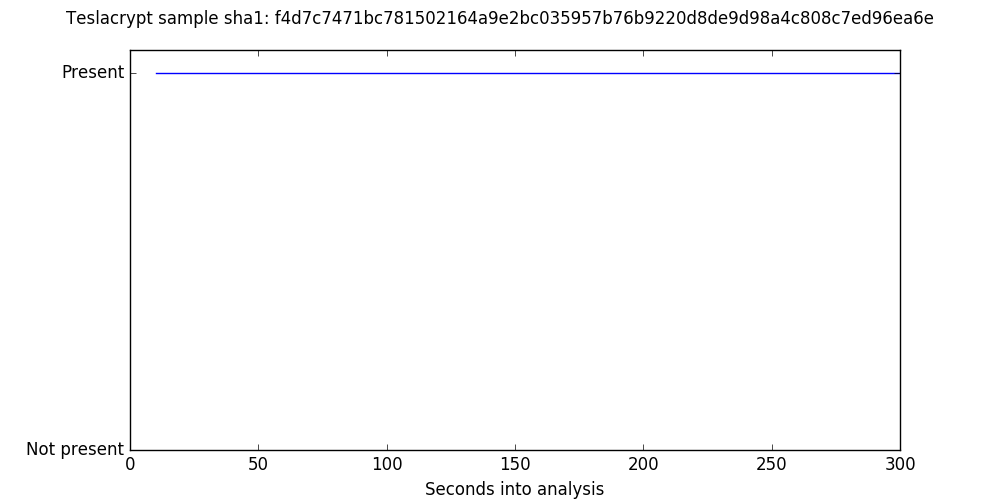 Teslacrypt sample sha1: f4d7c7471bc781502164a9e2bc035957b76b9220d8de9d98a4c808c7ed96ea6e
Present
Not present
0 50 100 150 200 250 300
Seconds into analysis